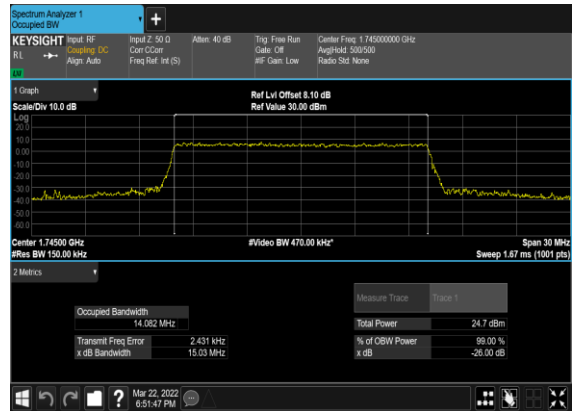 Spectrum Analyzer 1
Occupied BW
+
KEYSIGHT Input: RF Input Z: 50 Ω Atten: 40 dB Trig: Free Run Center Freq: 1.745000000 GHz
RL Coupling: DC Corr CCorr Gate: Off Avg|Hold: 500/500
Align: Auto Freq Ref: Int (S) #IF Gain: Low Radio Std: None
1 Graph
Ref Lvl Offset 8.10 dB
Scale/Div 10.0 dB Ref Value 30.00 dBm
Log
20.0
10.0
0.00
-10.0
-20.0
-30.0
-40.0
-50.0
-60.0
Center 1.74500 GHz #Video BW 470.00 kHz* Span 30 MHz
#Res BW 150.00 kHz Sweep 1.67 ms (1001 pts)
2 Metrics
Measure Trace Trace 1
Occupied Bandwidth
14.082 MHz Total Power 24.7 dBm
Transmit Freq Error 2.431 kHz % of OBW Power 99.00 %
x dB Bandwidth 15.03 MHz x dB -26.00 dB
? Mar 22, 2022
6:51:47 PM